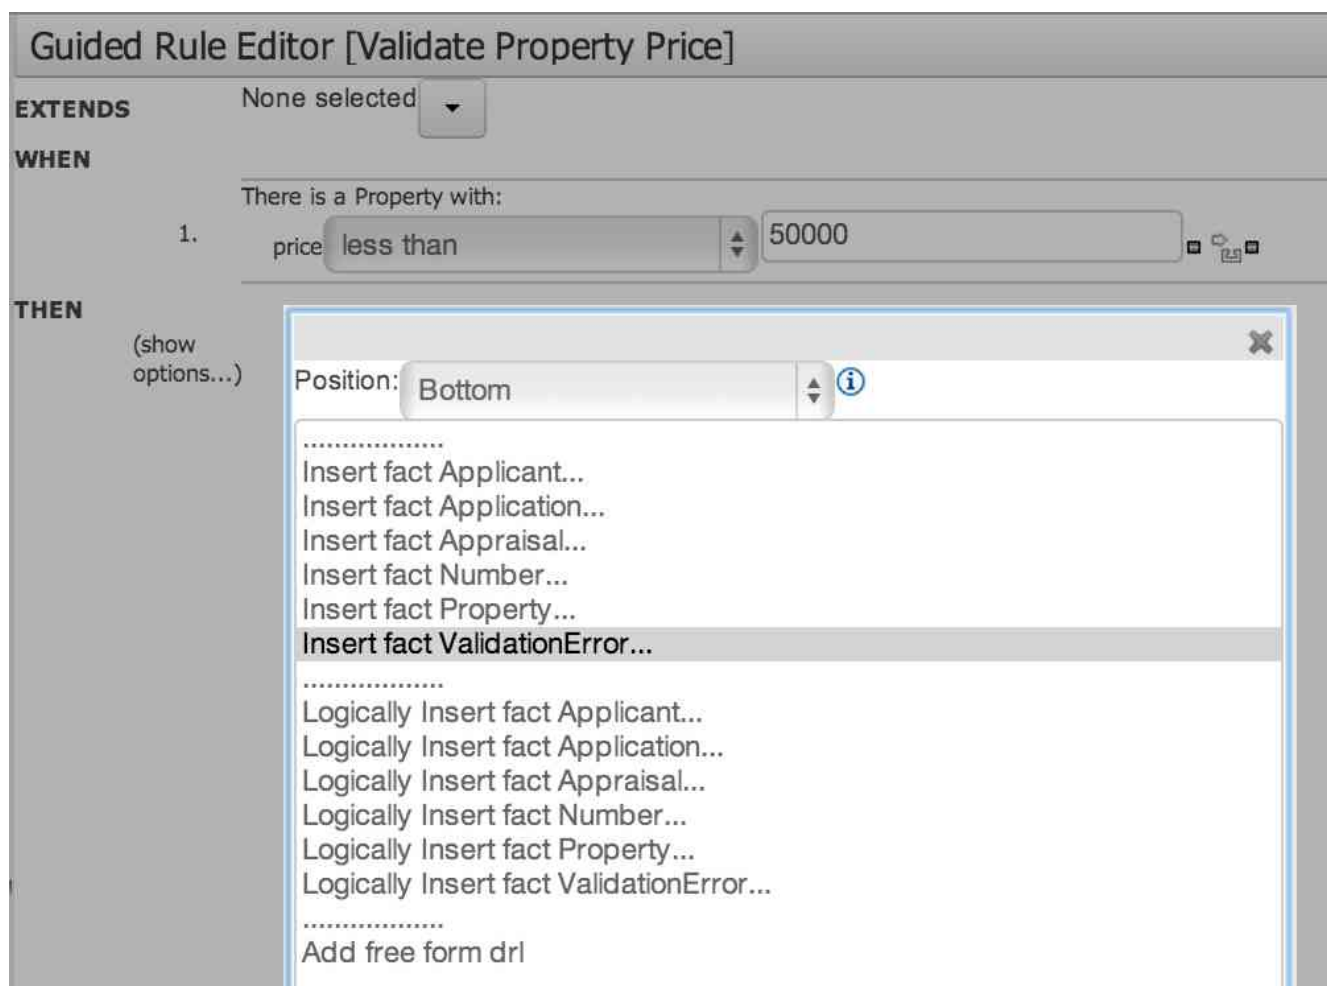 Guided Rule Editor [Validate Property Price]
EXTENDS None selected
WHEN
There is a Property with:
1. price less than 50000
THEN
(show
options...)
Position: Bottom
..................
Insert fact Applicant...
Insert fact Application...
Insert fact Appraisal...
Insert fact Number...
Insert fact Property...
Insert fact ValidationError...
..................
Logically Insert fact Applicant...
Logically Insert fact Application...
Logically Insert fact Appraisal...
Logically Insert fact Number...
Logically Insert fact Property...
Logically Insert fact ValidationError...
..................
Add free form drl